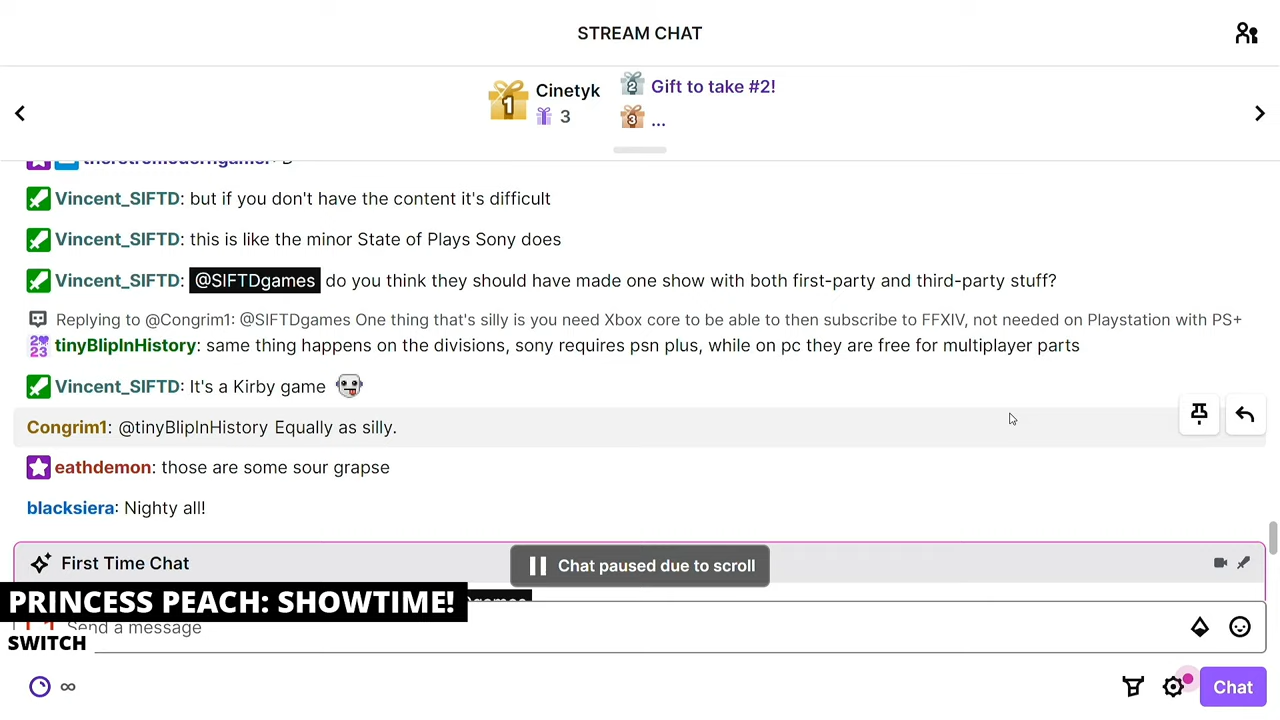 STREAM CHAT
1 Cinetyk
3
2 Gift to take #2!
3 ...
Vincent_SIFTD: but if you don't have the content it's difficult
Vincent_SIFTD: this is like the minor State of Plays Sony does
Vincent_SIFTD: @SIFTDgames do you think they should have made one show with both first-party and third-party stuff?
Replying to @Congrim1: @SIFTDgames One thing that's silly is you need Xbox core to be able to then subscribe to FFXIV, not needed on Playstation with PS+
tinyBlipInHistory: same thing happens on the divisions, sony requires psn plus, while on pc they are free for multiplayer parts
Vincent_SIFTD: It's a Kirby game
Congrim1: @tinyBlipInHistory Equally as silly.
eathdemon: those are some sour grapse
blacksiera: Nighty all!
First Time Chat
Chat paused due to scroll
PRINCESS PEACH: SHOWTIME!
Send a message
SWITCH
∞
Chat